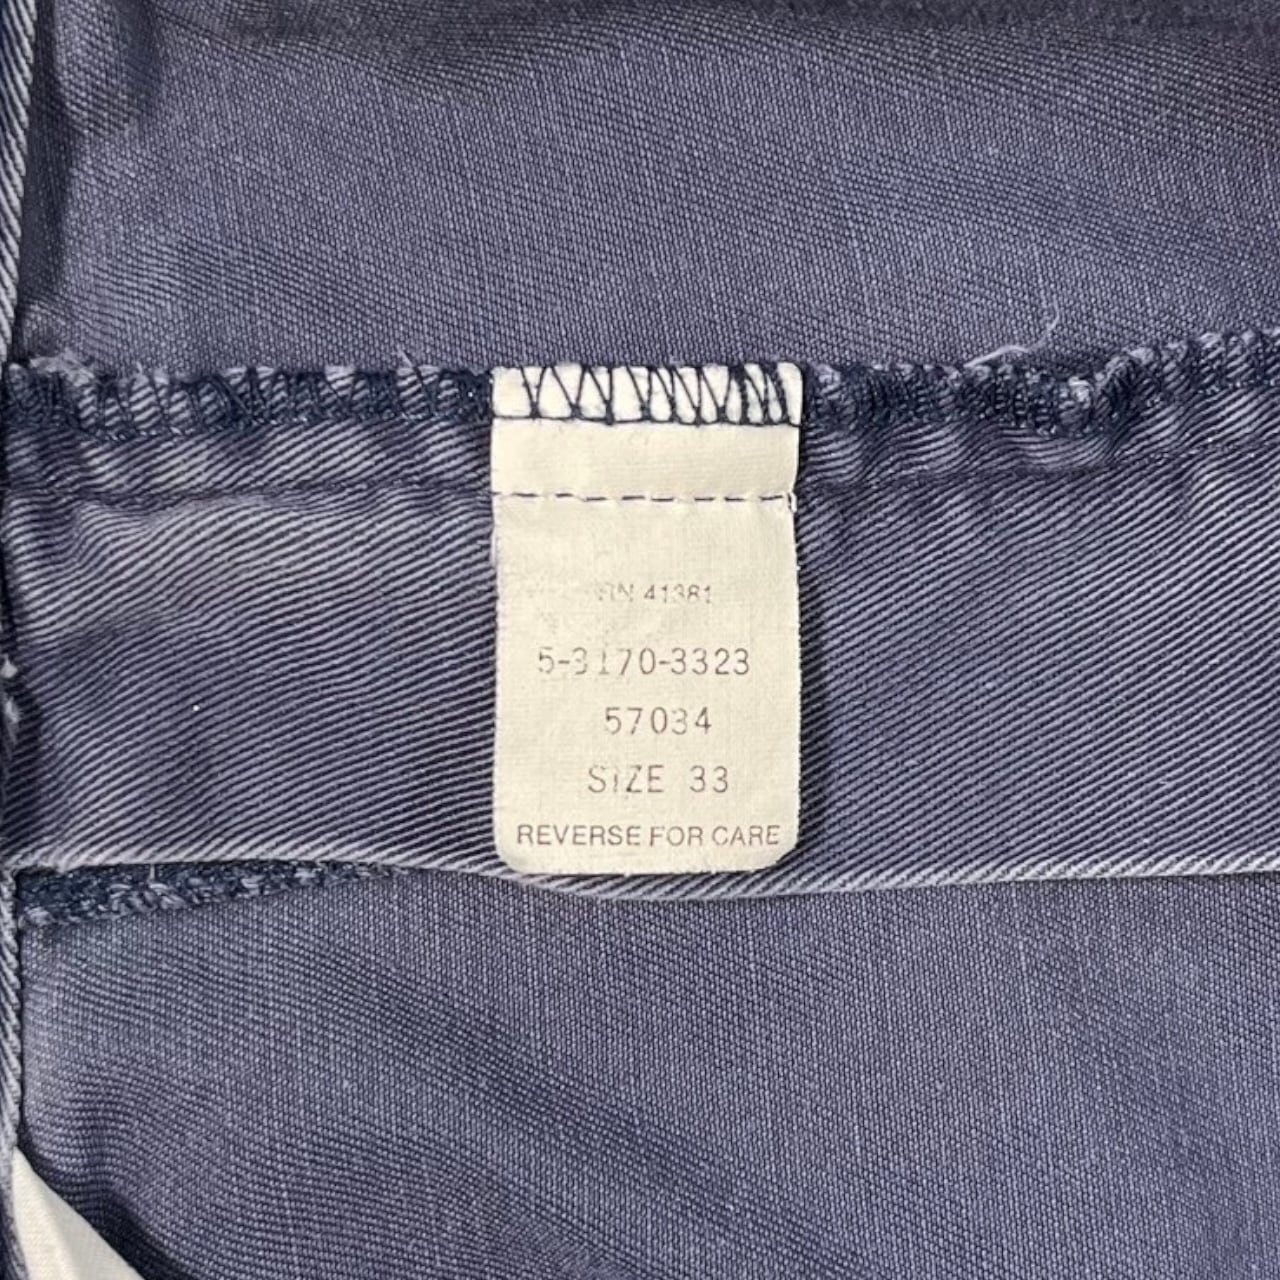 RN 41381
5-3170-3323
57034
SIZE 33
REVERSE FOR CARE